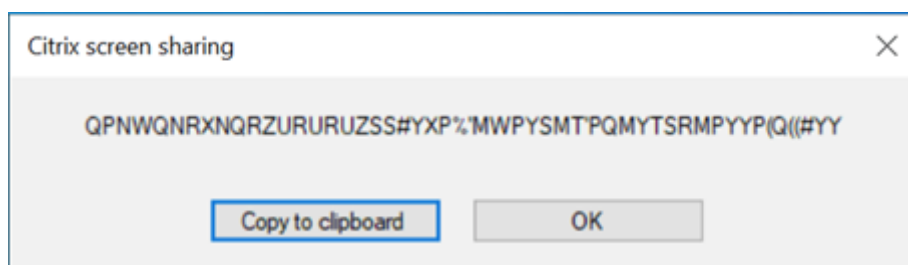 Citrix screen sharing
QPNWQNRXNQRZURURUZSS#YXP%'MWPYSMT'PQMYTSRMPYYP(Q((#YY
Copy to clipboard
OK